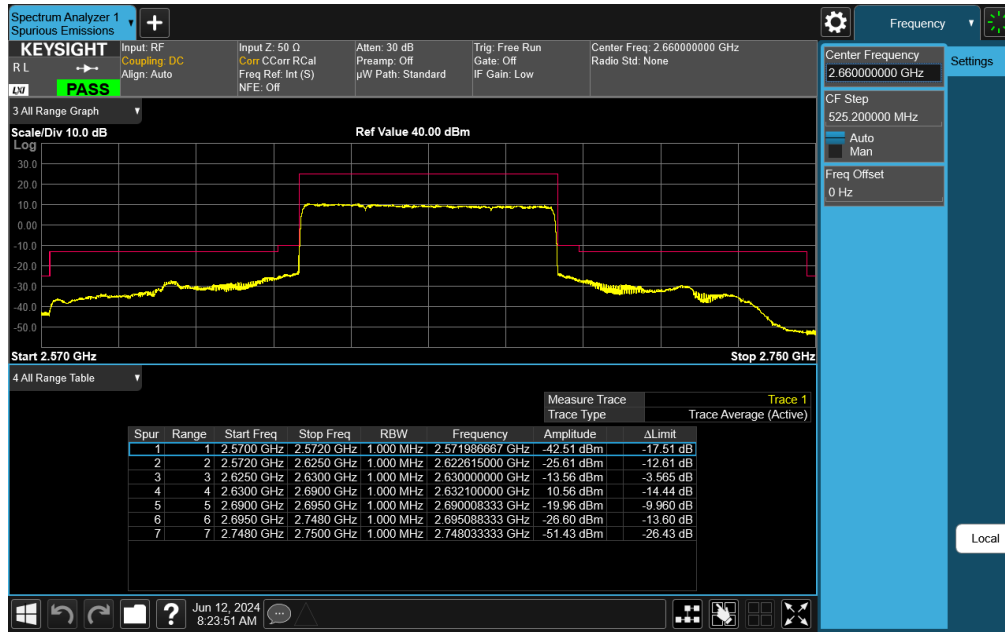 Spectrum Analyzer 1
Spurious Emissions
Frequency
KEYSIGHT
R L
LXI
PASS
Input: RF
Coupling: DC
Align: Auto
Input Z: 50 Ω
Corr CCorr RCal
Freq Ref: Int (S)
NFE: Off
Atten: 30 dB
Preamp: Off
µW Path: Standard
Trig: Free Run
Gate: Off
IF Gain: Low
Center Freq: 2.660000000 GHz
Radio Std: None
Center Frequency
2.660000000 GHz
Settings
CF Step
525.200000 MHz
Auto
Man
Freq Offset
0 Hz
3 All Range Graph
Scale/Div 10.0 dB
Ref Value 40.00 dBm
Log
30.0
20.0
10.0
0.00
-10.0
-20.0
-30.0
-40.0
-50.0
Start 2.570 GHz
Stop 2.750 GHz
4 All Range Table
Measure Trace Trace 1
Trace Type Trace Average (Active)
Spur Range Start Freq Stop Freq RBW Frequency Amplitude ΔLimit
1 1 2.5700 GHz 2.5720 GHz 1.000 MHz 2.571986667 GHz -42.51 dBm -17.51 dB
2 2 2.5720 GHz 2.6250 GHz 1.000 MHz 2.622615000 GHz -25.61 dBm -12.61 dB
3 3 2.6250 GHz 2.6300 GHz 1.000 MHz 2.630000000 GHz -13.56 dBm -3.565 dB
4 4 2.6300 GHz 2.6900 GHz 1.000 MHz 2.632100000 GHz 10.56 dBm -14.44 dB
5 5 2.6900 GHz 2.6950 GHz 1.000 MHz 2.690008333 GHz -19.96 dBm -9.960 dB
6 6 2.6950 GHz 2.7480 GHz 1.000 MHz 2.695088333 GHz -26.60 dBm -13.60 dB
7 7 2.7480 GHz 2.7500 GHz 1.000 MHz 2.748033333 GHz -51.43 dBm -26.43 dB
Local
Jun 12, 2024
8:23:51 AM